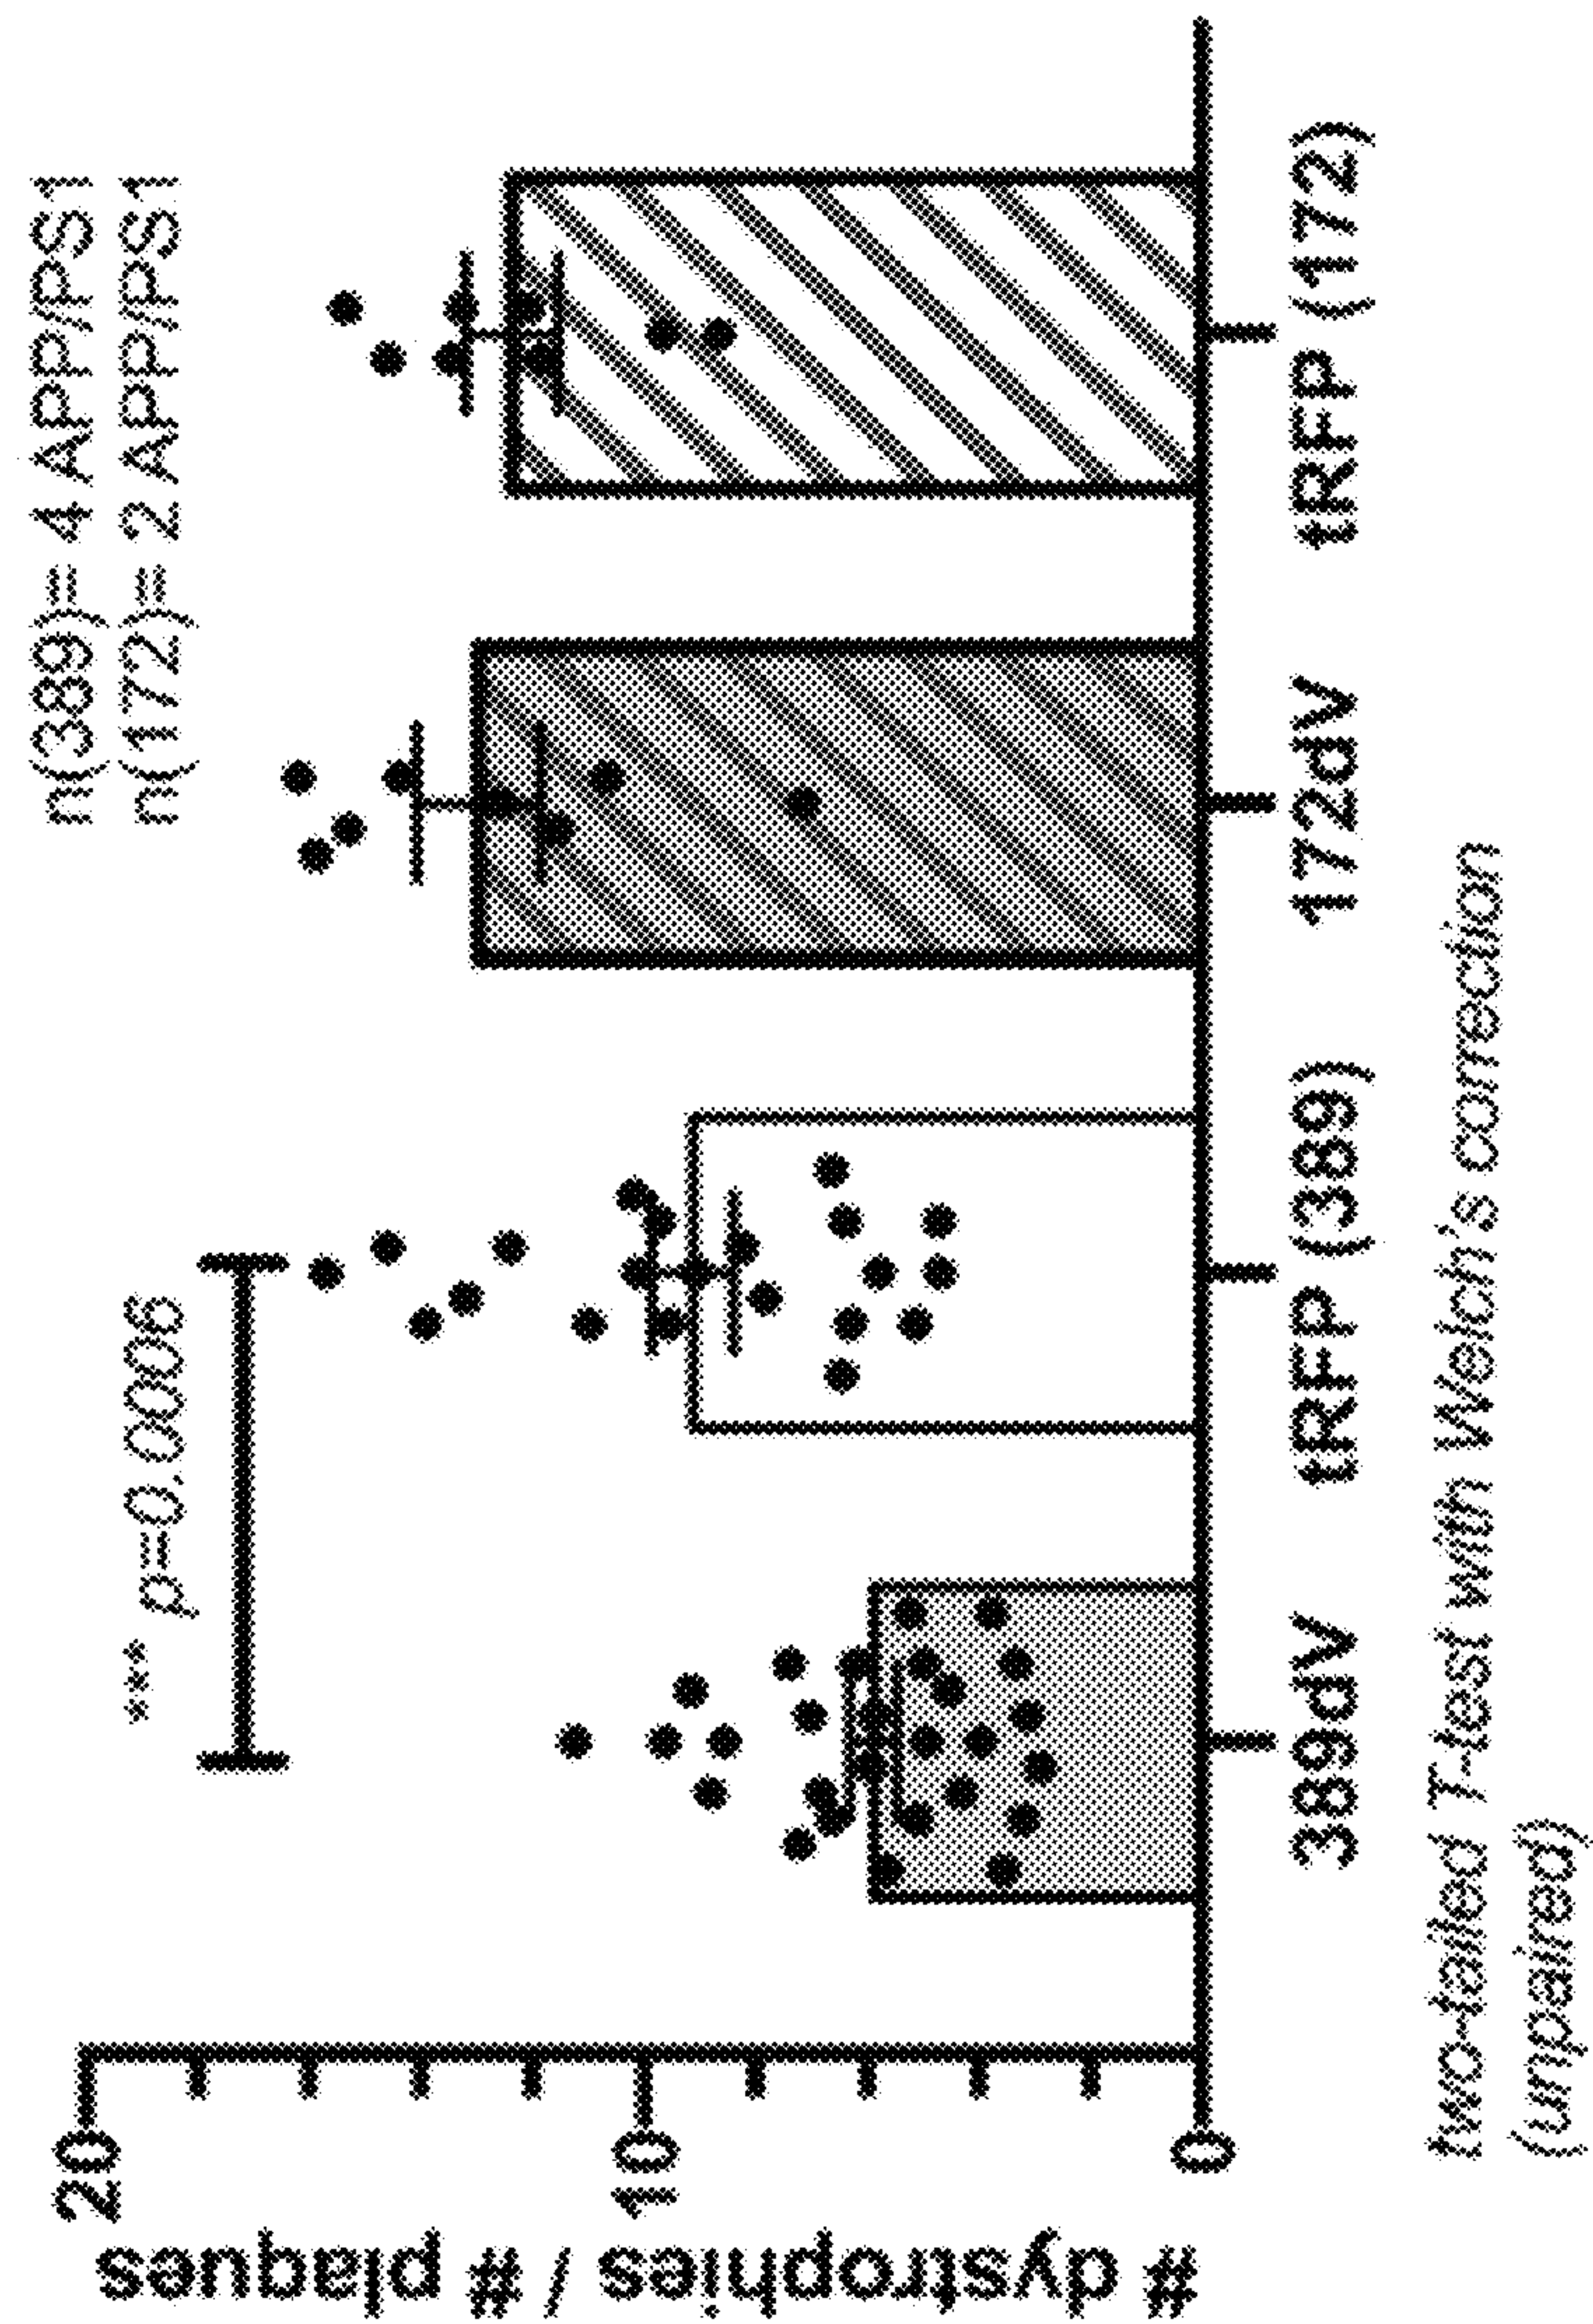 n(389)= 4 APP/PS1
n(172)= 2 APP/PS1
*** p=0.0006
# dystrophies / # plaques
20
10
0
389dV
tRFP (389)
172dV
tRFP (172)
two-tailed T-test with Welch's correction
(unpaired)